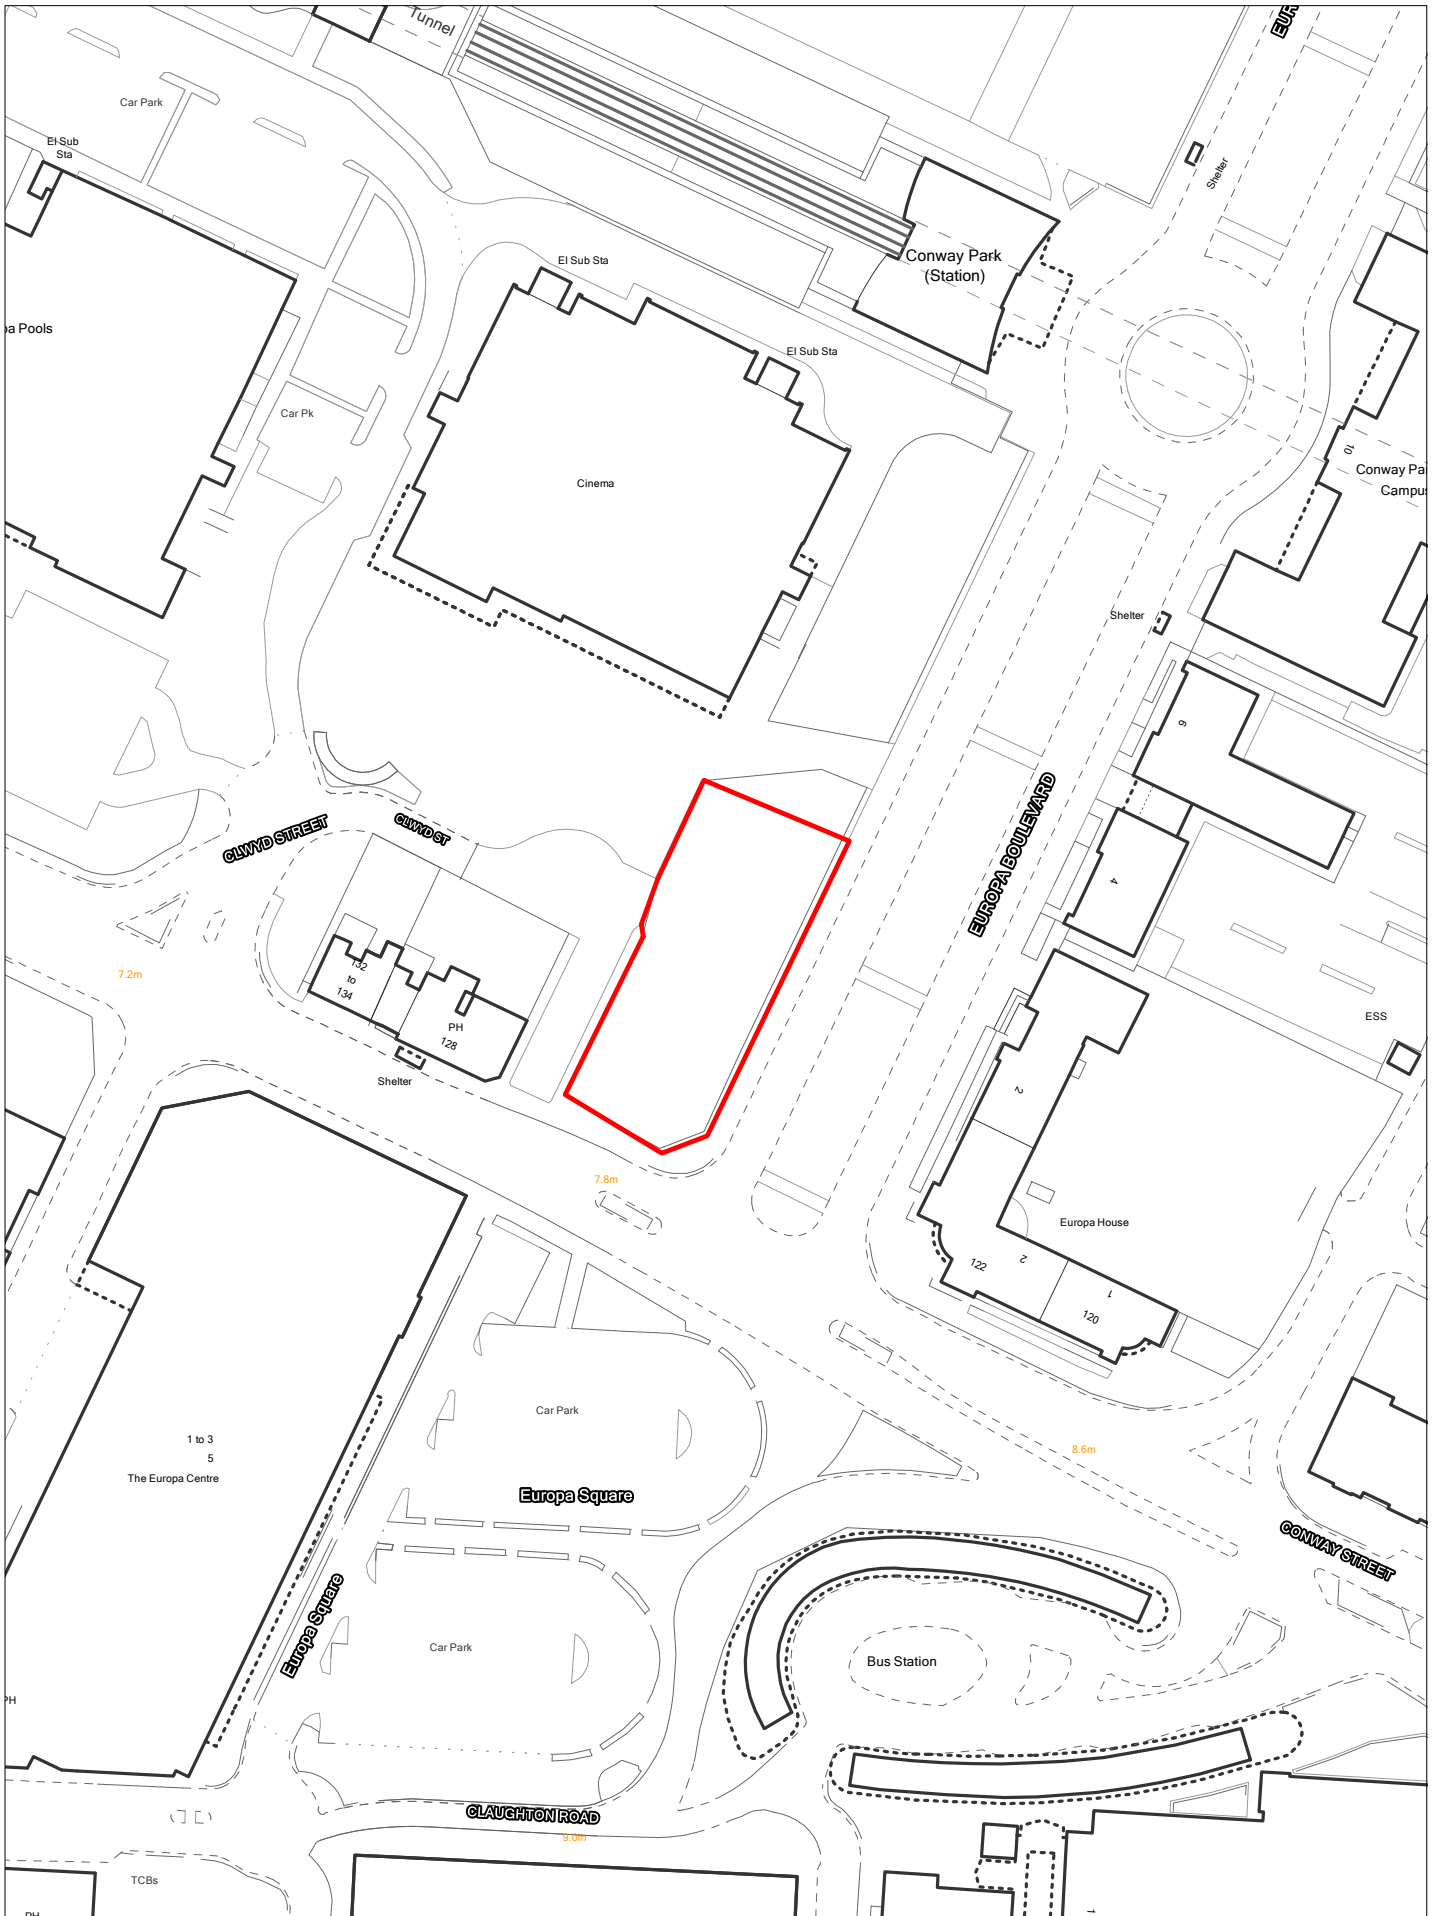 Tunnel
EUR
Car Park
El Sub
Sta
Shelter
El Sub Sta
Conway Park
(Station)
pa Pools
El Sub Sta
Car Pk
10
Conway Pa
Campus
Cinema
Shelter
6
CLWYD STREET
CLWYD ST
EUROPA BOULEVARD
4
7.2m
132
to
134
PH
128
ESS
Shelter
2
7.8m
Europa House
122
2
1
120
Car Park
1 to 3
5
The Europa Centre
8.6m
Europa Square
CONWAY STREET
Europa Square
Car Park
Bus Station
PH
CLAUGHTON ROAD
9.0m
TCBs
PH
1